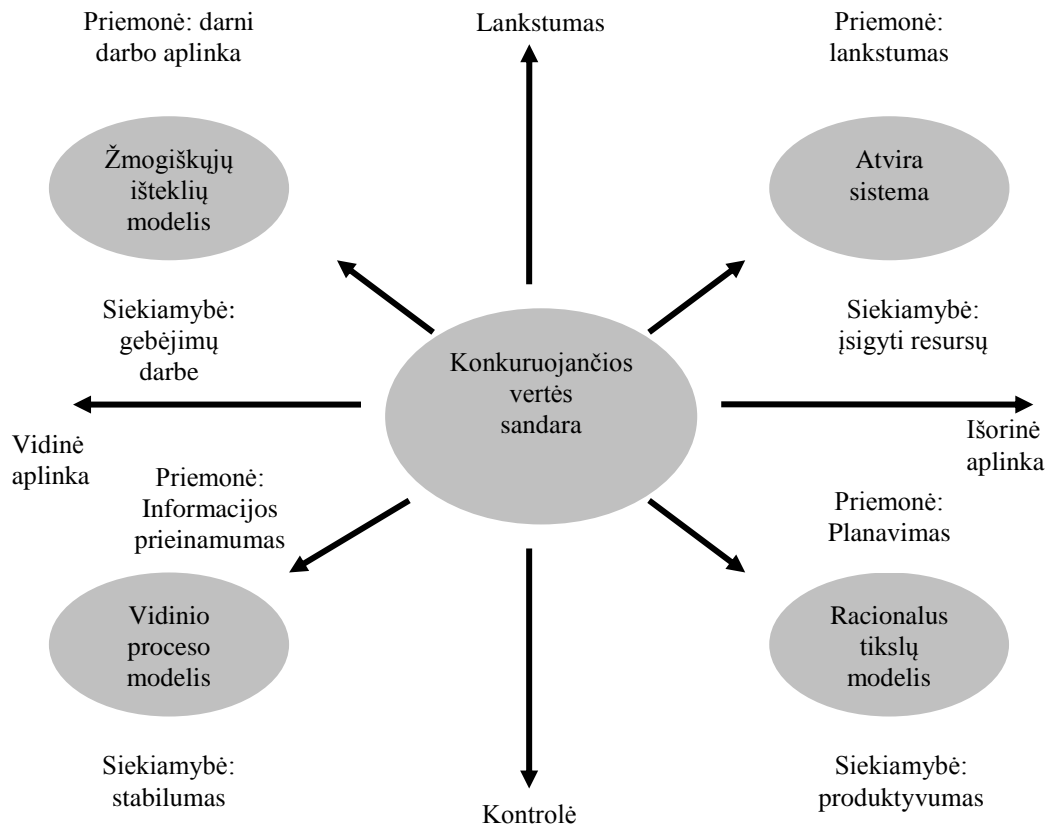 Priemonė: darni
darbo aplinka
Lankstumas
Priemonė:
lankstumas
Žmogiškųjų
išteklių
modelis
Atvira
sistema
Siekiamybė:
gebėjimų
darbe
Siekiamybė:
įsigyti resursų
Konkuruojančios
vertės
sandara
Vidinė
aplinka
Išorinė
aplinka
Priemonė:
Informacijos
prieinamumas
Priemonė:
Planavimas
Vidinio
proceso
modelis
Racionalus
tikslų
modelis
Siekiamybė:
stabilumas
Siekiamybė:
produktyvumas
Kontrolė